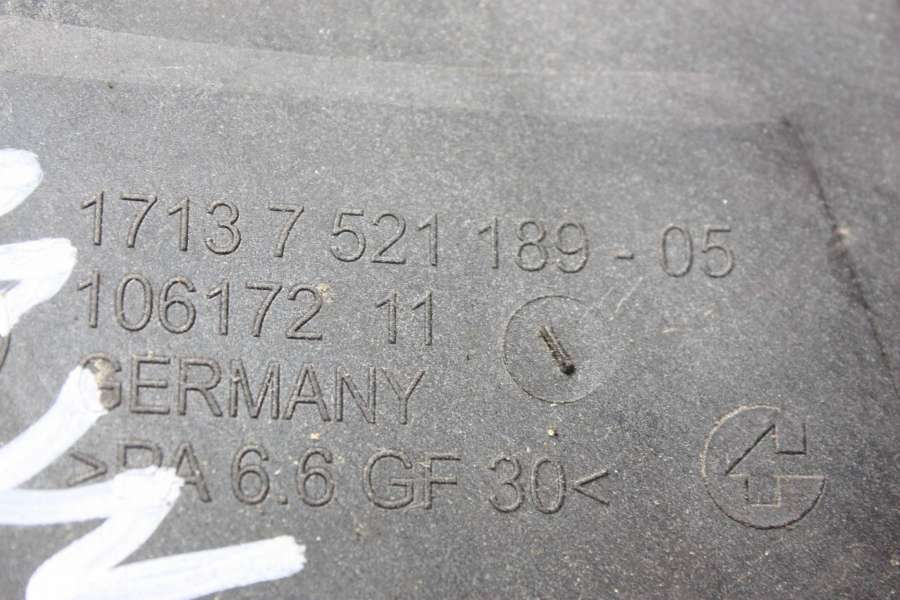 1713 7 521 189 - 05
106172 11
GERMANY
>PA 6.6 GF 30<